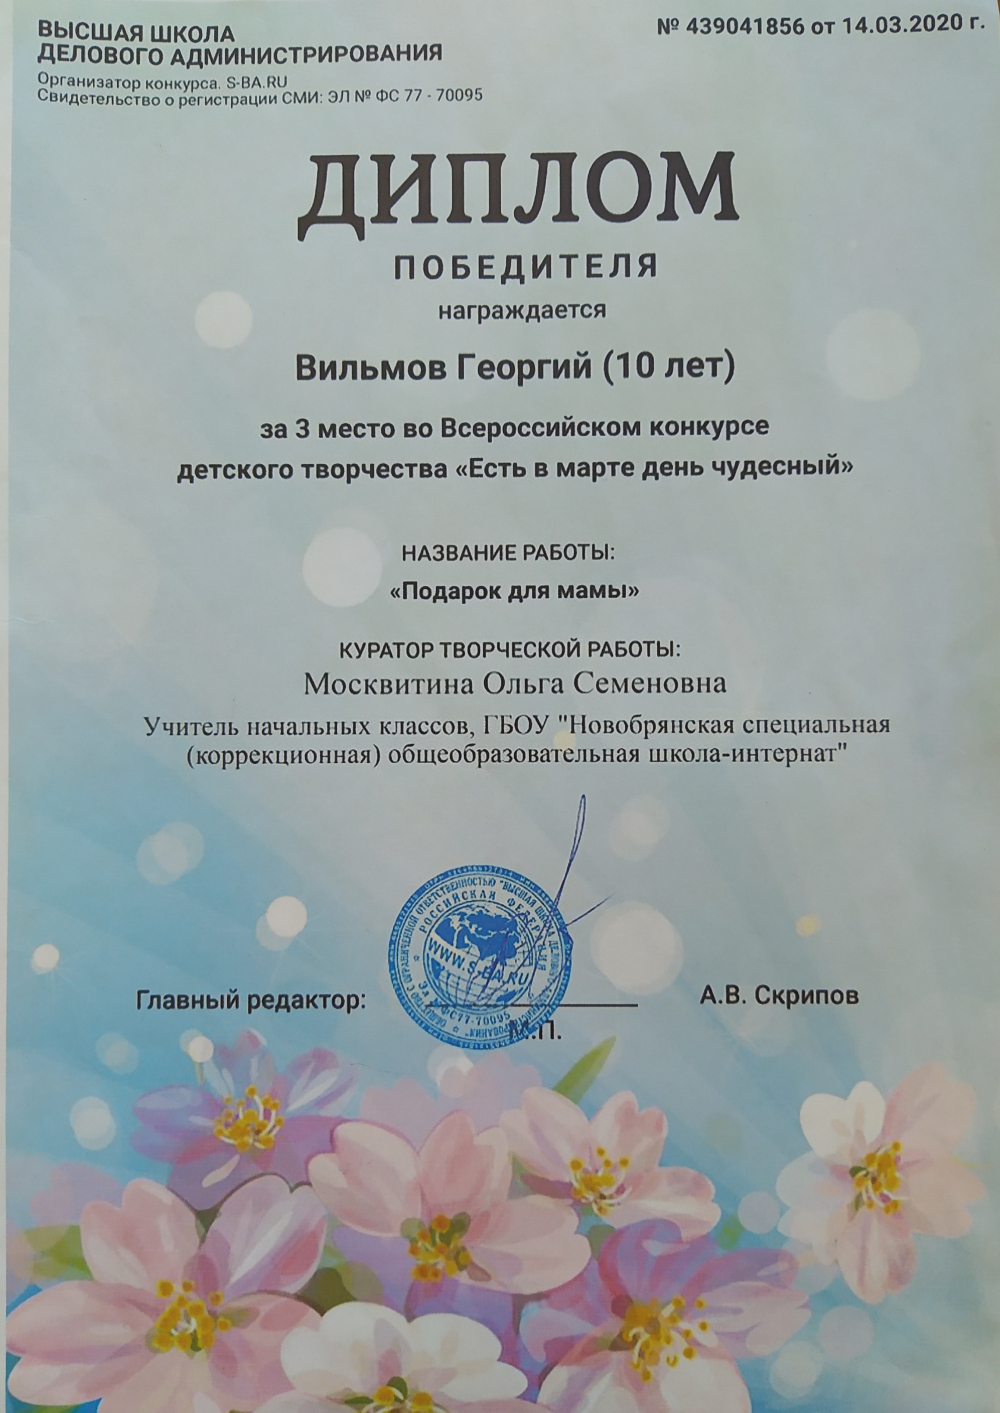 ВЫСШАЯ ШКОЛА
ДЕЛОВОГО АДМИНИСТРИРОВАНИЯ
Организатор конкурса. S-BA.RU
Свидетельство о регистрации СМИ: ЭЛ № ФС 77 - 70095
№ 439041856 от 14.03.2020 г.
ДИПЛОМ
ПОБЕДИТЕЛЯ
награждается
Вильмов Георгий (10 лет)
за 3 место во Всероссийском конкурсе
детского творчества «Есть в марте день чудесный»
НАЗВАНИЕ РАБОТЫ:
«Подарок для мамы»
КУРАТОР ТВОРЧЕСКОЙ РАБОТЫ:
Москвитина Ольга Семеновна
Учитель начальных классов, ГБОУ "Новобрянская специальная
(коррекционная) общеобразовательная школа-интернат"
РОССИЙСКАЯ ФЕДЕРАЦИЯ
WWW.S-BA.RU
Главный редактор:
А.В. Скрипов
М.П.